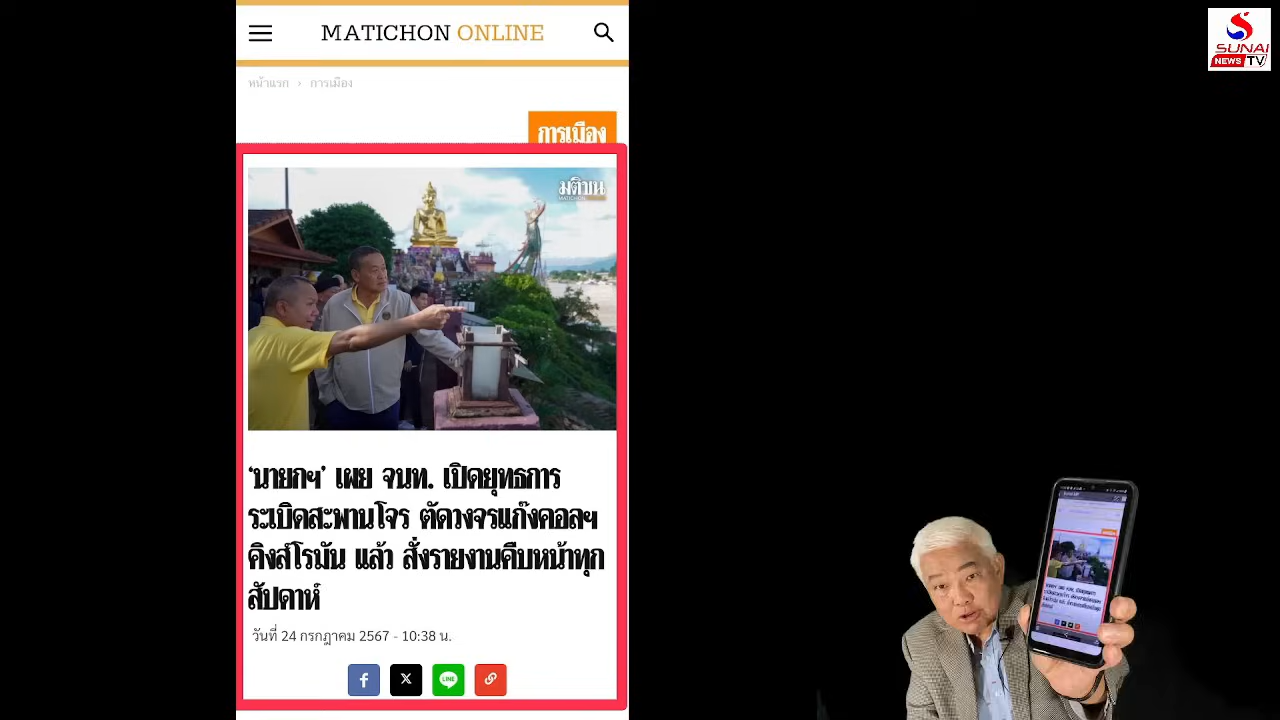 MATICHON ONLINE
SUNAI
NEWS TV
หน้าแรก › การเมือง
การเมือง
มติชน
MATICHON ONLINE
‘นายกฯ’ เผย จนท. เปิดยุทธการ
ระเบิดสะพานโจร ตัดวงจรแก๊งคอลฯ
คิงส์โรมัน แล้ว สั่งรายงานคืบหน้าทุก
สัปดาห์
วันที่ 24 กรกฎาคม 2567 - 10:38 น.
LINE